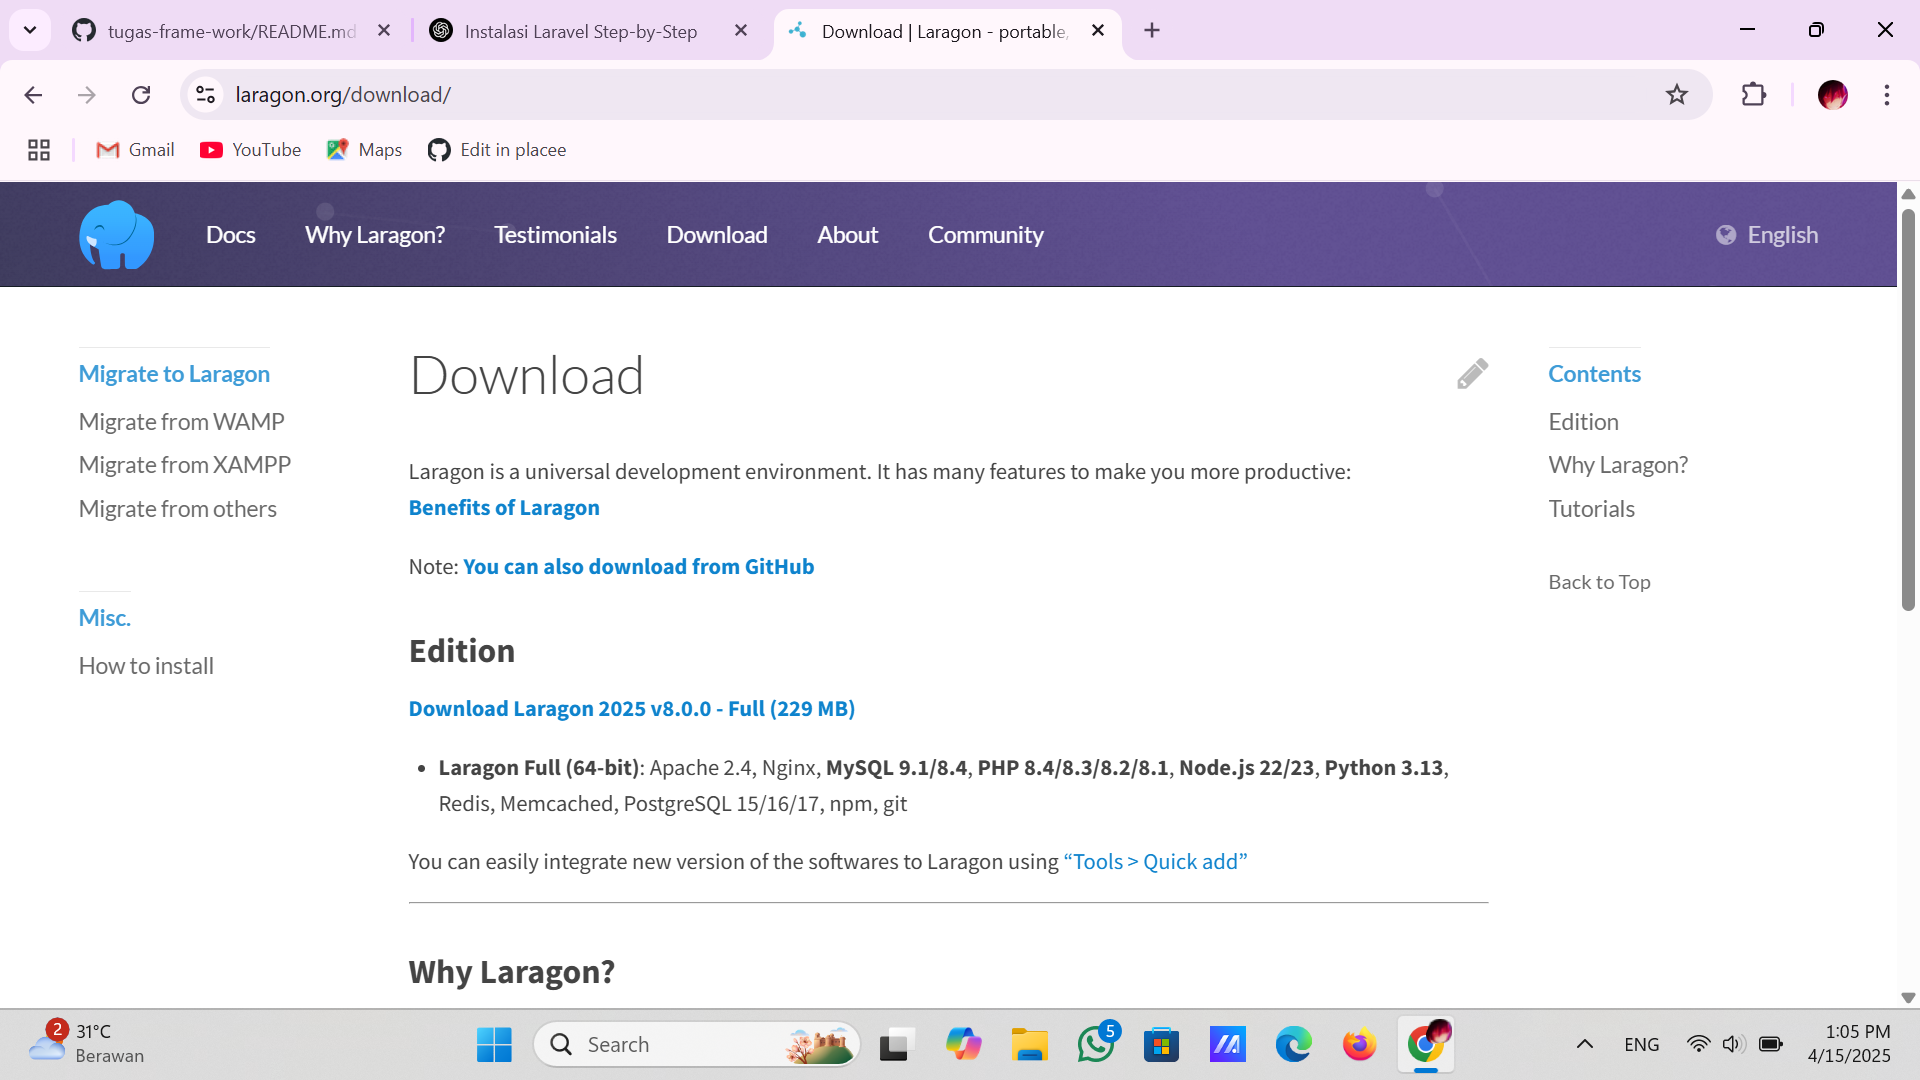 tugas-frame-work/README.md
Instalasi Laravel Step-by-Step
Download | Laragon - portable,
laragon.org/download/
Gmail
YouTube
Maps
Edit in placee
Docs
Why Laragon?
Testimonials
Download
About
Community
English
Migrate to Laragon
Migrate from WAMP
Migrate from XAMPP
Migrate from others
Misc.
How to install
Download
Laragon is a universal development environment. It has many features to make you more productive:
Benefits of Laragon
Note: You can also download from GitHub
Edition
Download Laragon 2025 v8.0.0 - Full (229 MB)
• Laragon Full (64-bit): Apache 2.4, Nginx, MySQL 9.1/8.4, PHP 8.4/8.3/8.2/8.1, Node.js 22/23, Python 3.13,
Redis, Memcached, PostgreSQL 15/16/17, npm, git
You can easily integrate new version of the softwares to Laragon using “Tools > Quick add”
Why Laragon?
Contents
Edition
Why Laragon?
Tutorials
Back to Top
2
31°C
Berawan
Search
5
ENG
1:05 PM
4/15/2025